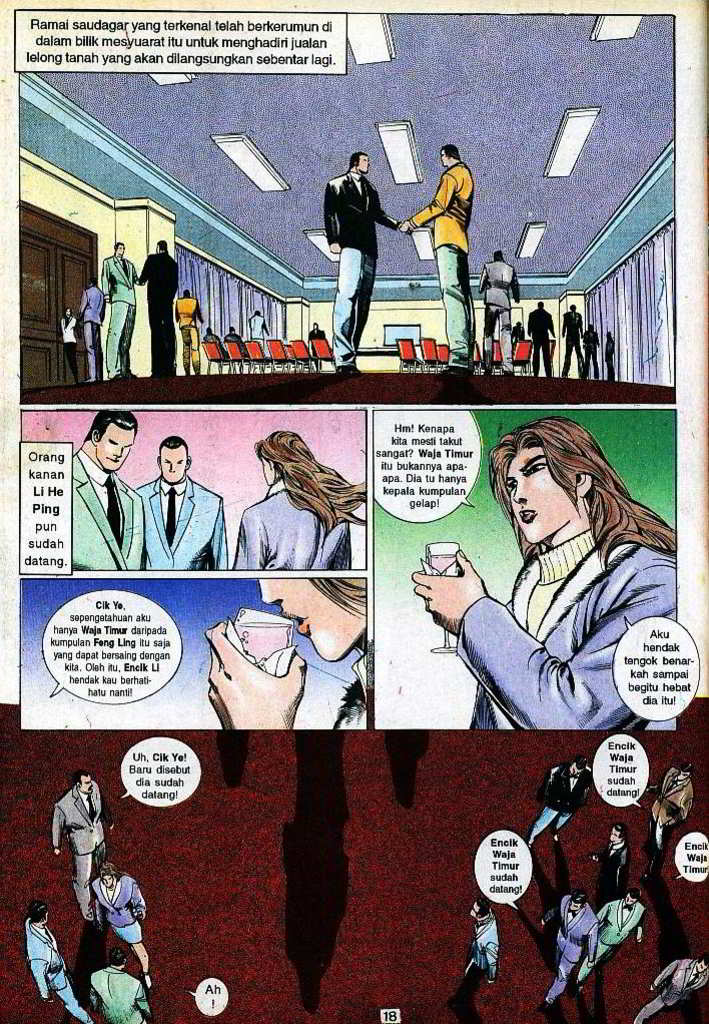 Ramai saudagar yang terkenal telah berkerumun di
dalam bilik mesyuarat itu untuk menghadiri jualan
lelong tanah yang akan dilangsungkan sebentar lagi.
Orang
kanan
Li He
Ping
pun
sudah
datang.
Hm! Kenapa
kita mesti takut
sangat? Waja Timur
itu bukannya apa-
apa. Dia tu hanya
kepala kumpulan
gelap!
Cik Ye,
sepengetahuan aku
hanya Waja Timur daripada
kumpulan Feng Ling itu saja
yang dapat bersaing dengan
kita. Oleh itu, Encik Li
hendak kau berhati-
hatu nanti!
Aku
hendak
tengok benar-
kah sampai
begitu hebat
dia itu!
Uh, Cik Ye!
Baru disebut
dia sudah
datang!
Encik
Waja
Timur
sudah
datang!
Encik
Waja
Timur
Encik
Waja
Timur
sudah
datang!
Ah
!
18